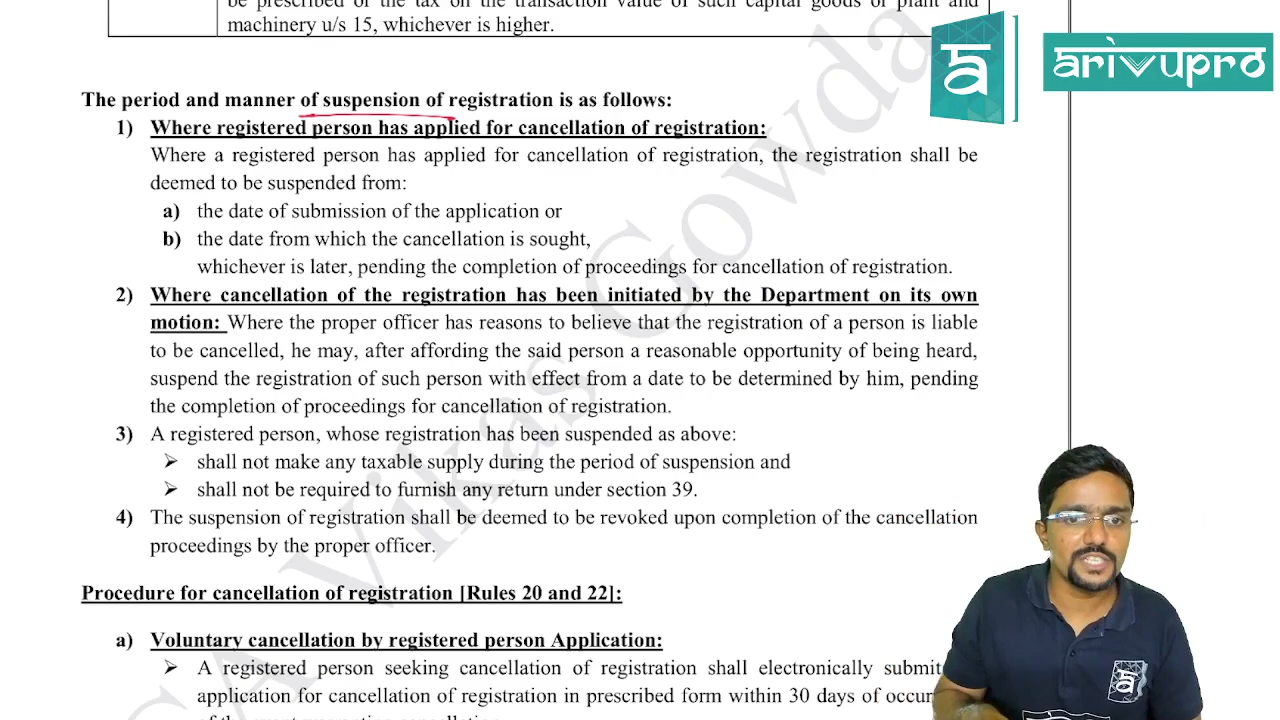 be prescribed or the tax on the transaction value of such capital goods or plant and
machinery u/s 15, whichever is higher.
arivupro
The period and manner of suspension of registration is as follows:
1) Where registered person has applied for cancellation of registration:
Where a registered person has applied for cancellation of registration, the registration shall be
deemed to be suspended from:
a) the date of submission of the application or
b) the date from which the cancellation is sought,
whichever is later, pending the completion of proceedings for cancellation of registration.
2) Where cancellation of the registration has been initiated by the Department on its own
motion: Where the proper officer has reasons to believe that the registration of a person is liable
to be cancelled, he may, after affording the said person a reasonable opportunity of being heard,
suspend the registration of such person with effect from a date to be determined by him, pending
the completion of proceedings for cancellation of registration.
3) A registered person, whose registration has been suspended as above:
➢ shall not make any taxable supply during the period of suspension and
➢ shall not be required to furnish any return under section 39.
4) The suspension of registration shall be deemed to be revoked upon completion of the cancellation
proceedings by the proper officer.
Procedure for cancellation of registration [Rules 20 and 22]:
a) Voluntary cancellation by registered person Application:
➢ A registered person seeking cancellation of registration shall electronically submit
application for cancellation of registration in prescribed form within 30 days of
CA Vikas Gowda